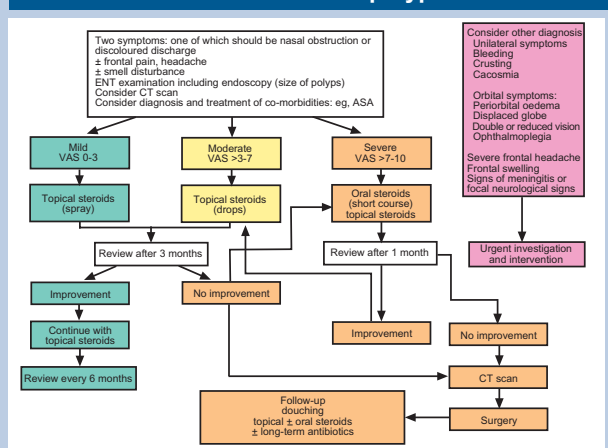 Two symptoms: one of which should be nasal obstruction or
discoloured discharge
± frontal pain, headache
± smell disturbance
ENT examination including endoscopy (size of polyps)
Consider CT scan
Consider diagnosis and treatment of co-morbidities: eg, ASA
Consider other diagnosis
Unilateral symptoms
Bleeding
Crusting
Cacosmia
Orbital symptoms:
Periorbital oedema
Displaced globe
Double or reduced vision
Ophthalmoplegia
Severe frontal headache
Frontal swelling
Signs of meningitis or
focal neurological signs
Mild
VAS 0-3
Moderate
VAS >3-7
Severe
VAS >7-10
Topical steroids
(spray)
Topical steroids
(drops)
Oral steroids
(short course)
topical steroids
Review after 3 months
Review after 1 month
Urgent investigation
and intervention
Improvement
No improvement
Continue with
topical steroids
Improvement
No improvement
Review every 6 months
CT scan
Follow-up
douching
topical ± oral steroids
± long-term antibiotics
Surgery